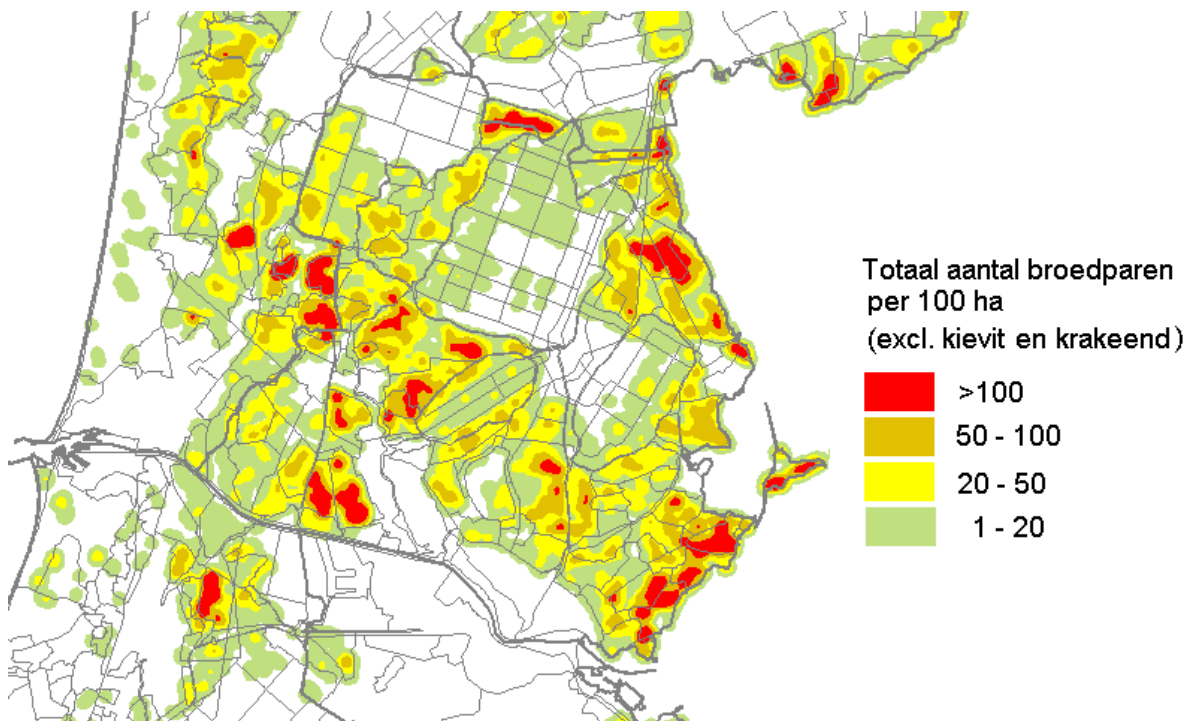 Totaal aantal broedparen
per 100 ha
(excl. kievit en krakeend)
>100
50 - 100
20 - 50
1 - 20